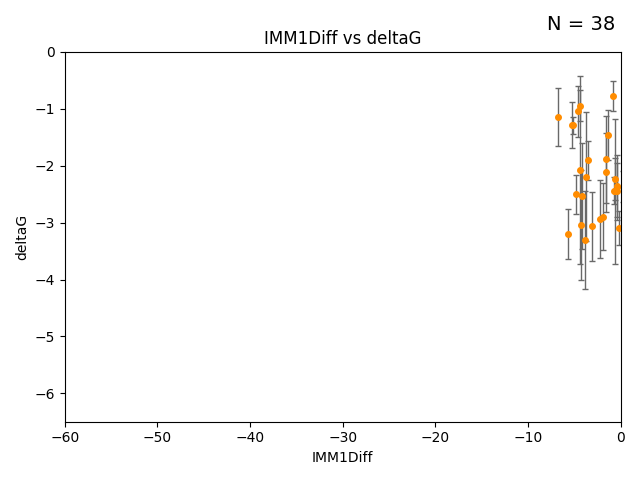 N = 38
IMM1Diff vs deltaG
deltaG
0
−1
−2
−3
−4
−5
−6
−60 −50 −40 −30 −20 −10 0
IMM1Diff